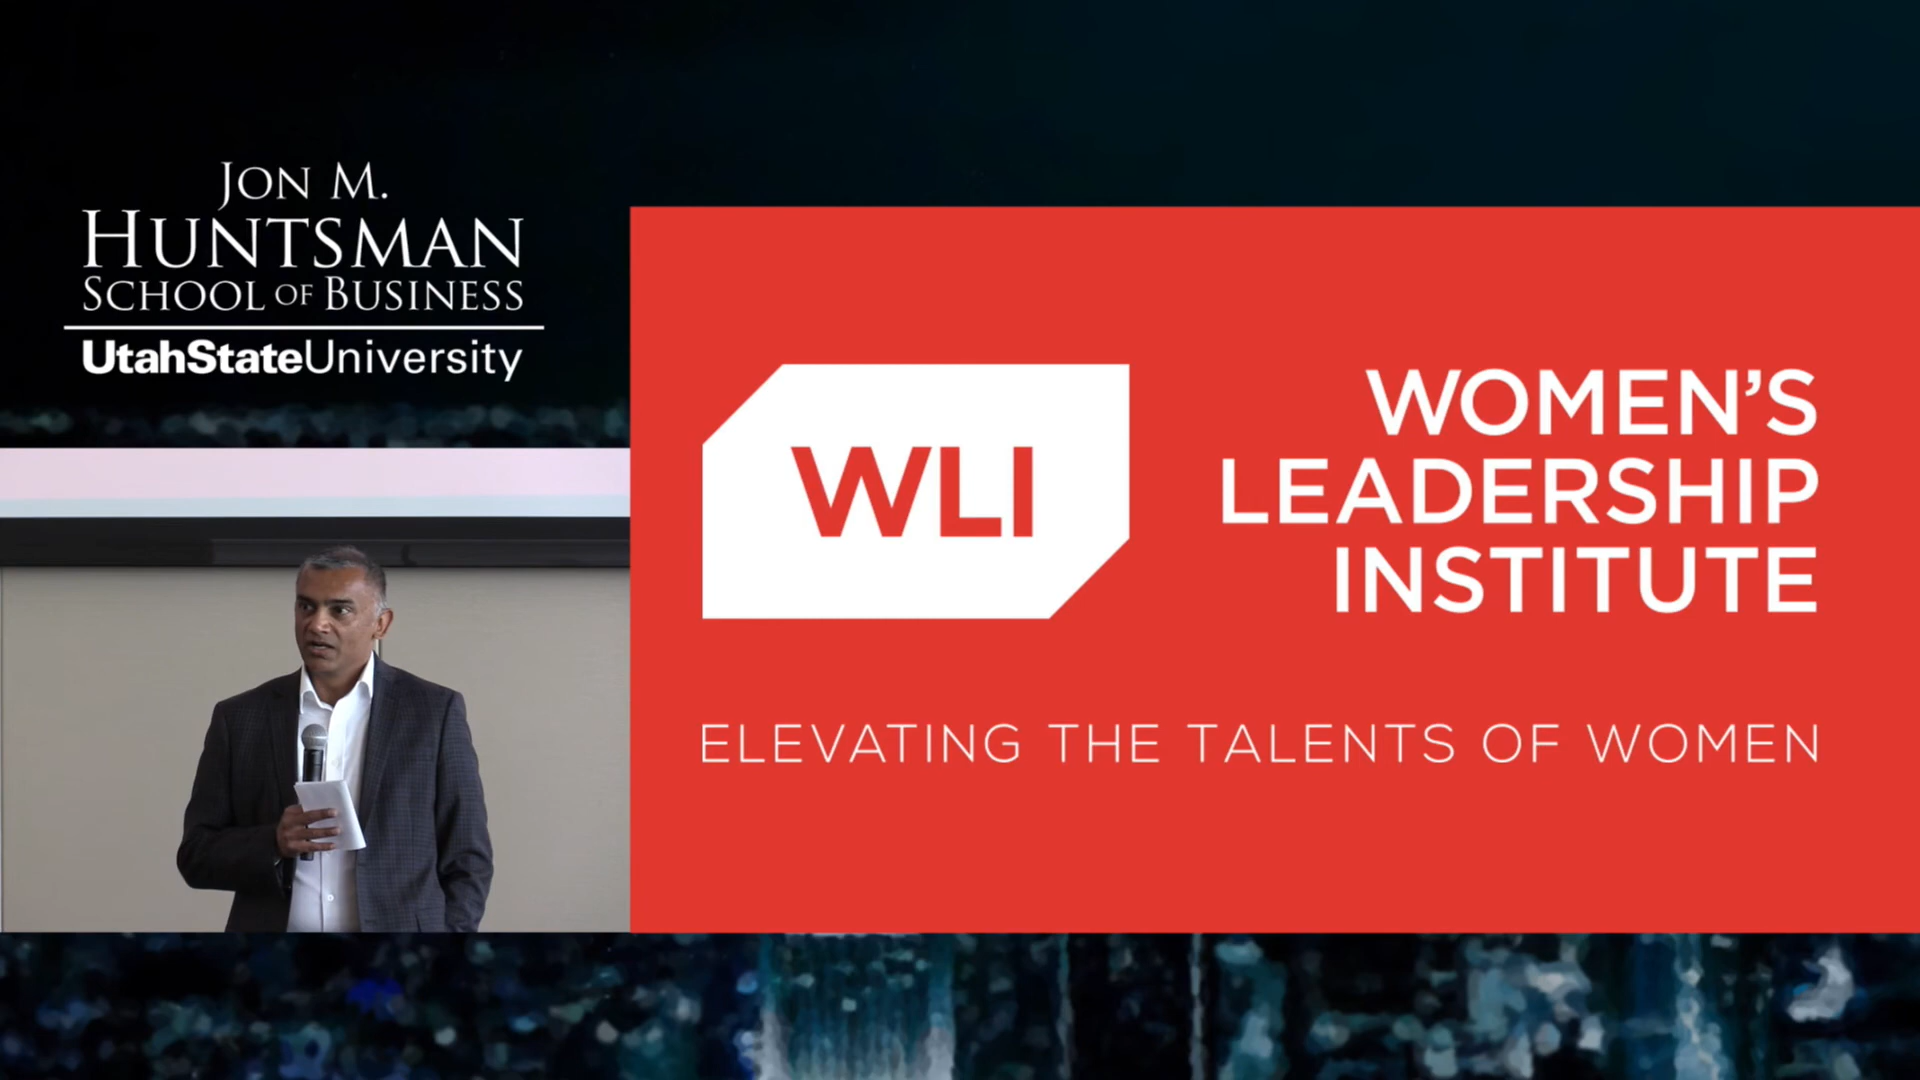 JON M.
HUNTSMAN
SCHOOL OF BUSINESS
UtahStateUniversity
WLI
WOMEN'S
LEADERSHIP
INSTITUTE
ELEVATING THE TALENTS OF WOMEN